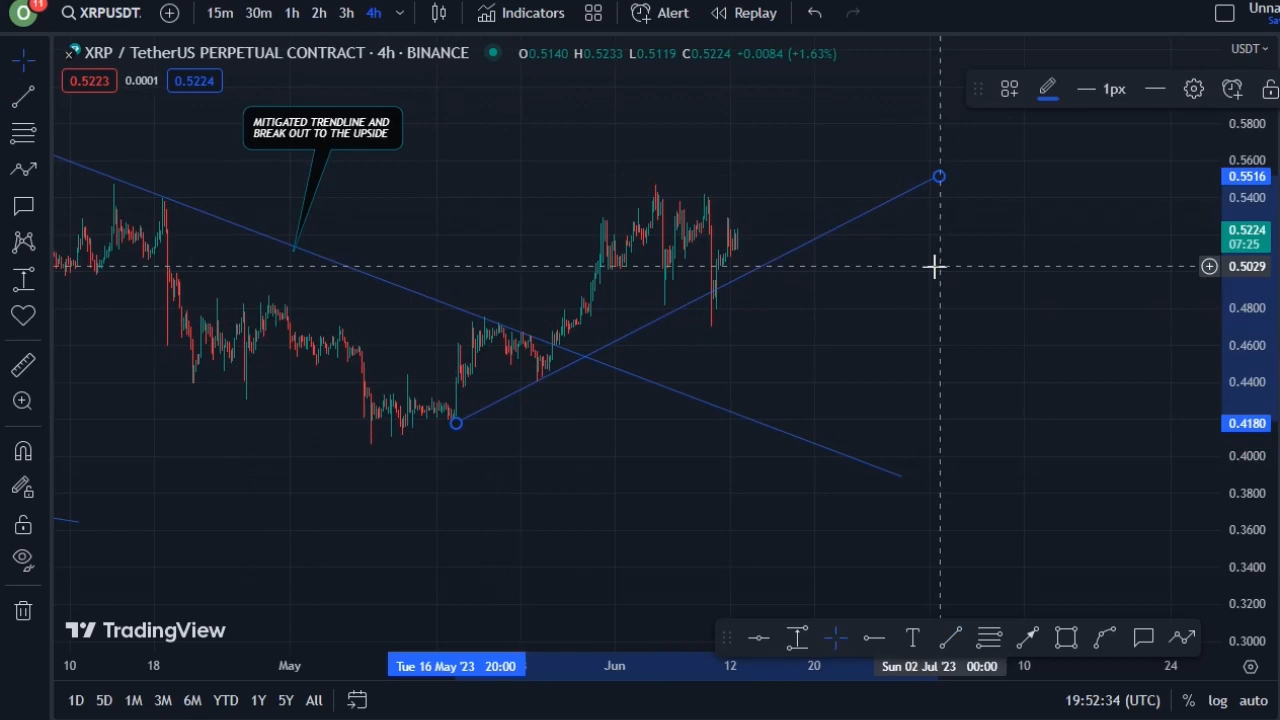 O 11
XRPUSDT. 15m 30m 1h 2h 3h 4h Indicators Alert Replay Unna
XRP / TetherUS PERPETUAL CONTRACT · 4h · BINANCE O0.5140 H0.5233 L0.5119 C0.5224 +0.0084 (+1.63%) USDT
0.5223 0.0001 0.5224
1px
MITIGATED TRENDLINE AND
BREAK OUT TO THE UPSIDE
0.5800
0.5600
0.5516
0.5400
0.5224
07:25
0.5029
0.4800
0.4600
0.4400
0.4180
0.4000
0.3800
0.3600
0.3400
0.3200
0.3000
TradingView
T
10 18 May Tue 16 May '23 20:00 Jun 12 20 Sun 02 Jul '23 00:00 10 24
1D 5D 1M 3M 6M YTD 1Y 5Y All 19:52:34 (UTC) % log auto